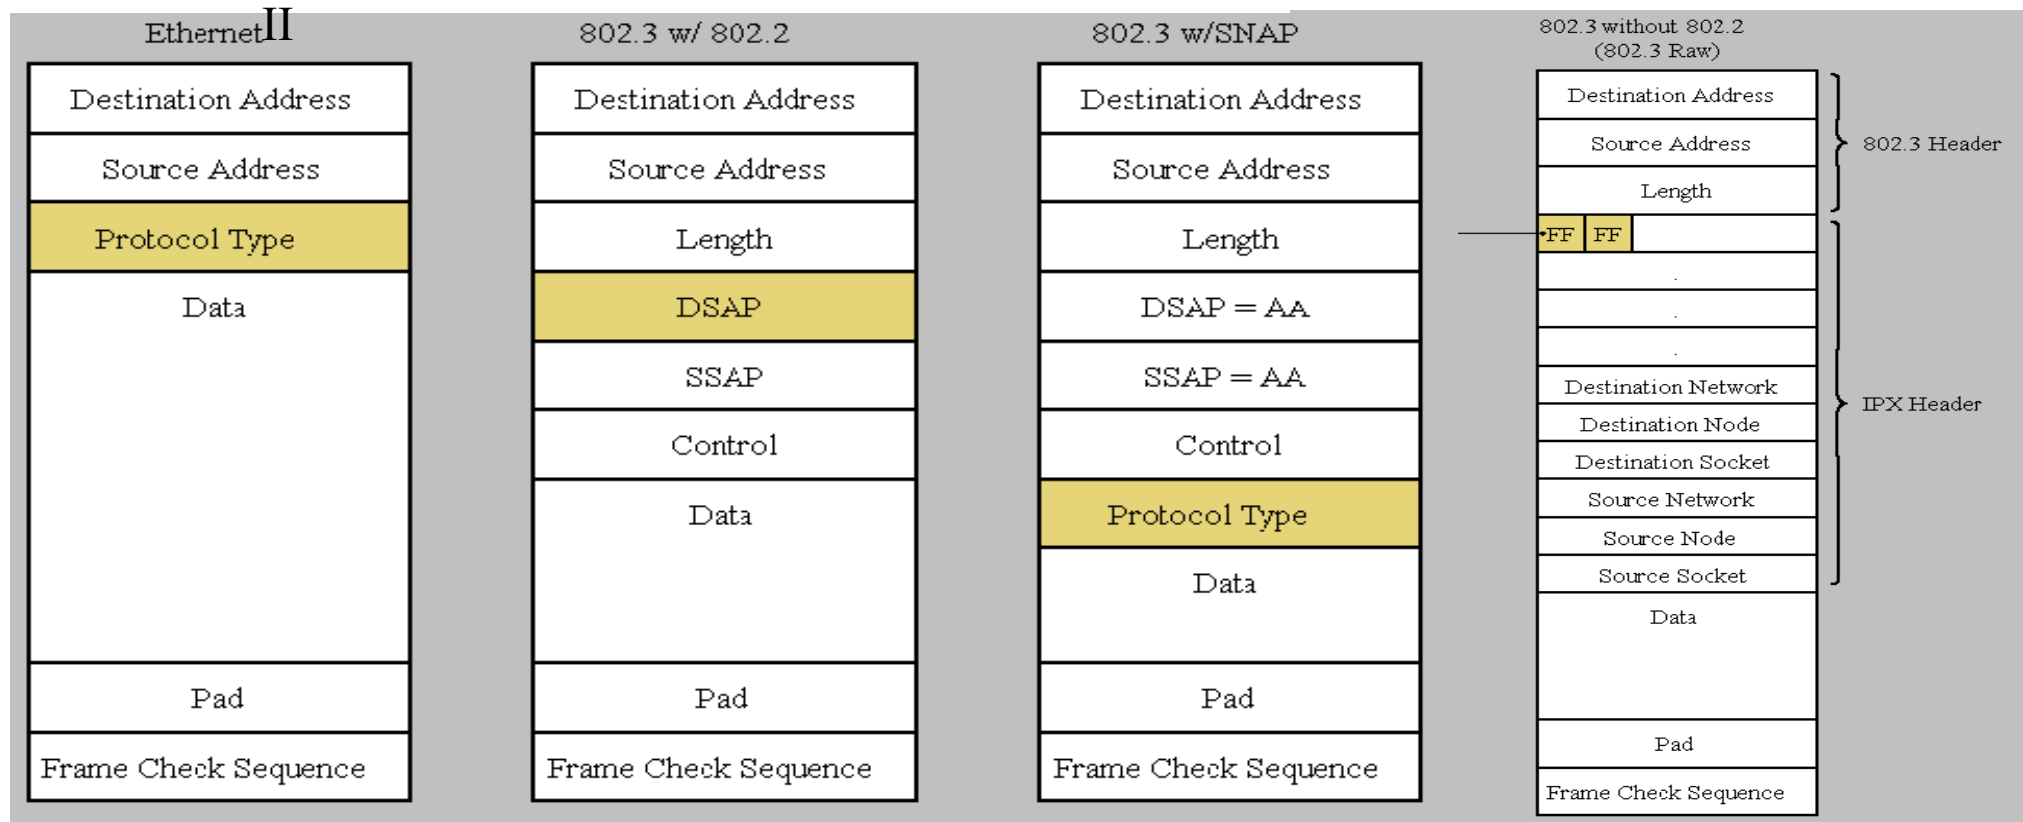 Ethernet II
Destination Address
Source Address
Protocol Type
Data
Pad
Frame Check Sequence
802.3 w/ 802.2
Destination Address
Source Address
Length
DSAP
SSAP
Control
Data
Pad
Frame Check Sequence
802.3 w/SNAP
Destination Address
Source Address
Length
DSAP = AA
SSAP = AA
Control
Protocol Type
Data
Pad
Frame Check Sequence
802.3 without 802.2
(802.3 Raw)
Destination Address
Source Address
Length
FF FF
.
.
.
Destination Network
Destination Node
Destination Socket
Source Network
Source Node
Source Socket
Data
Pad
Frame Check Sequence
802.3 Header
IPX Header